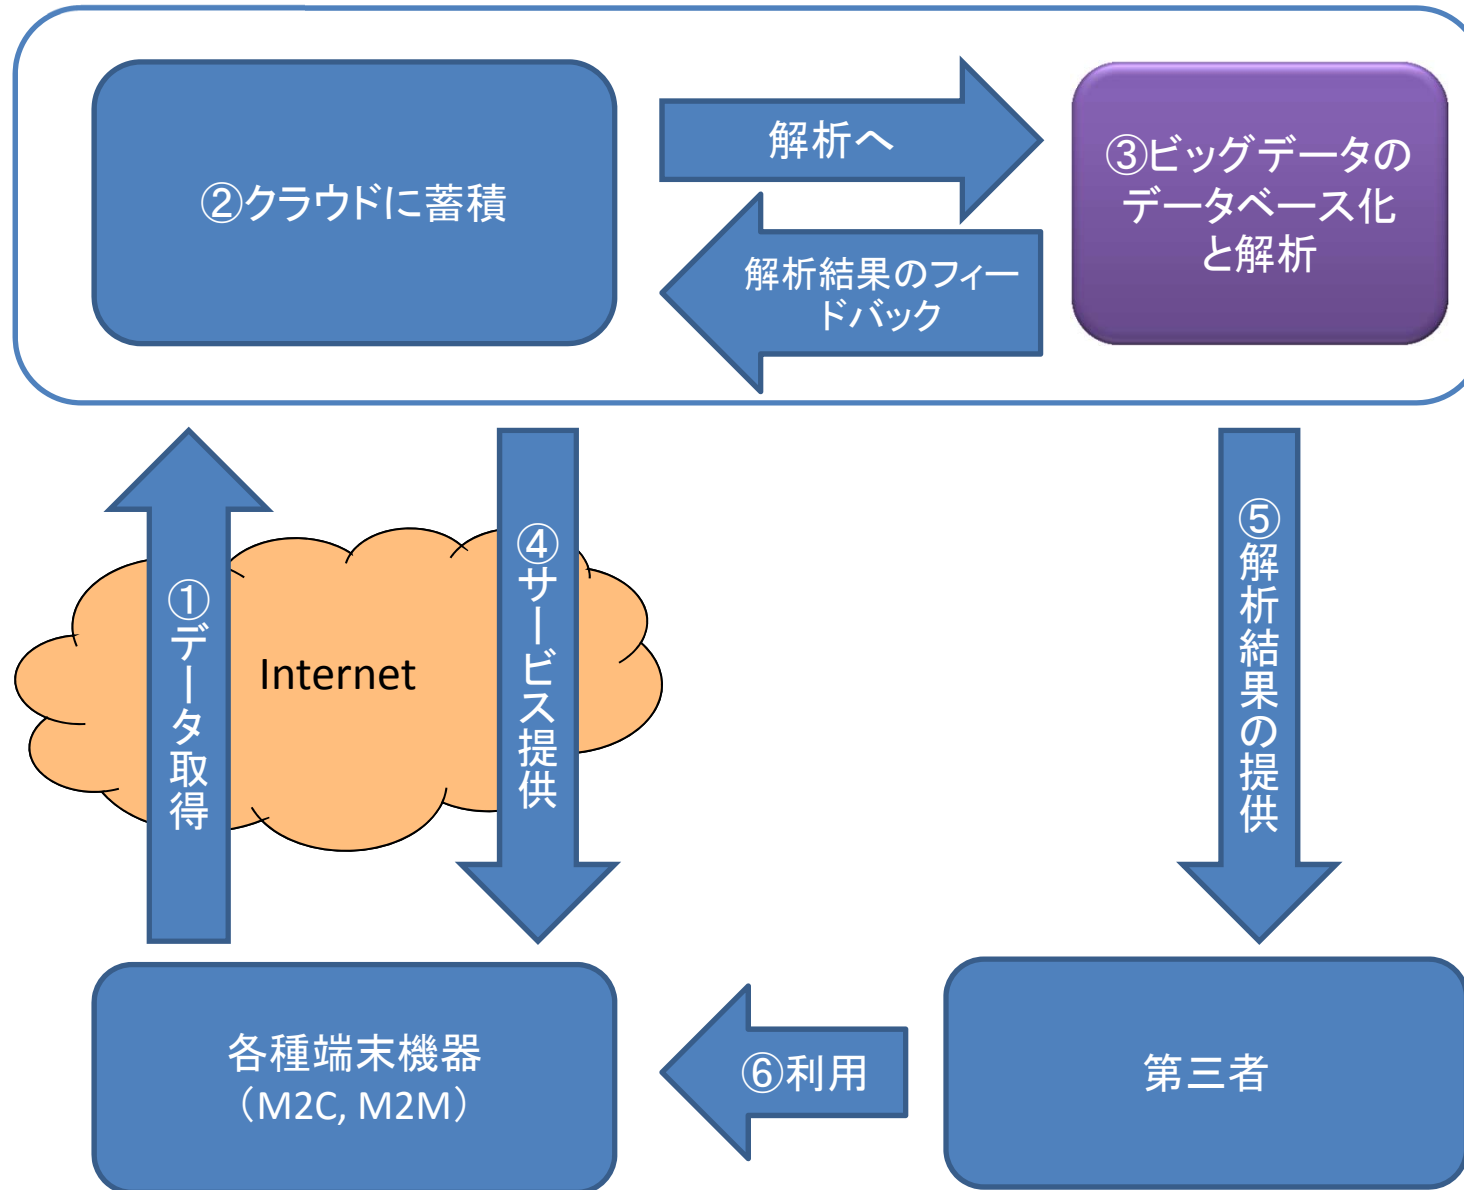 ②クラウドに蓄積
解析へ
解析結果のフィー
ドバック
③ビッグデータの
データベース化
と解析
①データ取得
Internet
④サービス提供
⑤解析結果の提供
各種端末機器
（M2C, M2M）
⑥利用
第三者